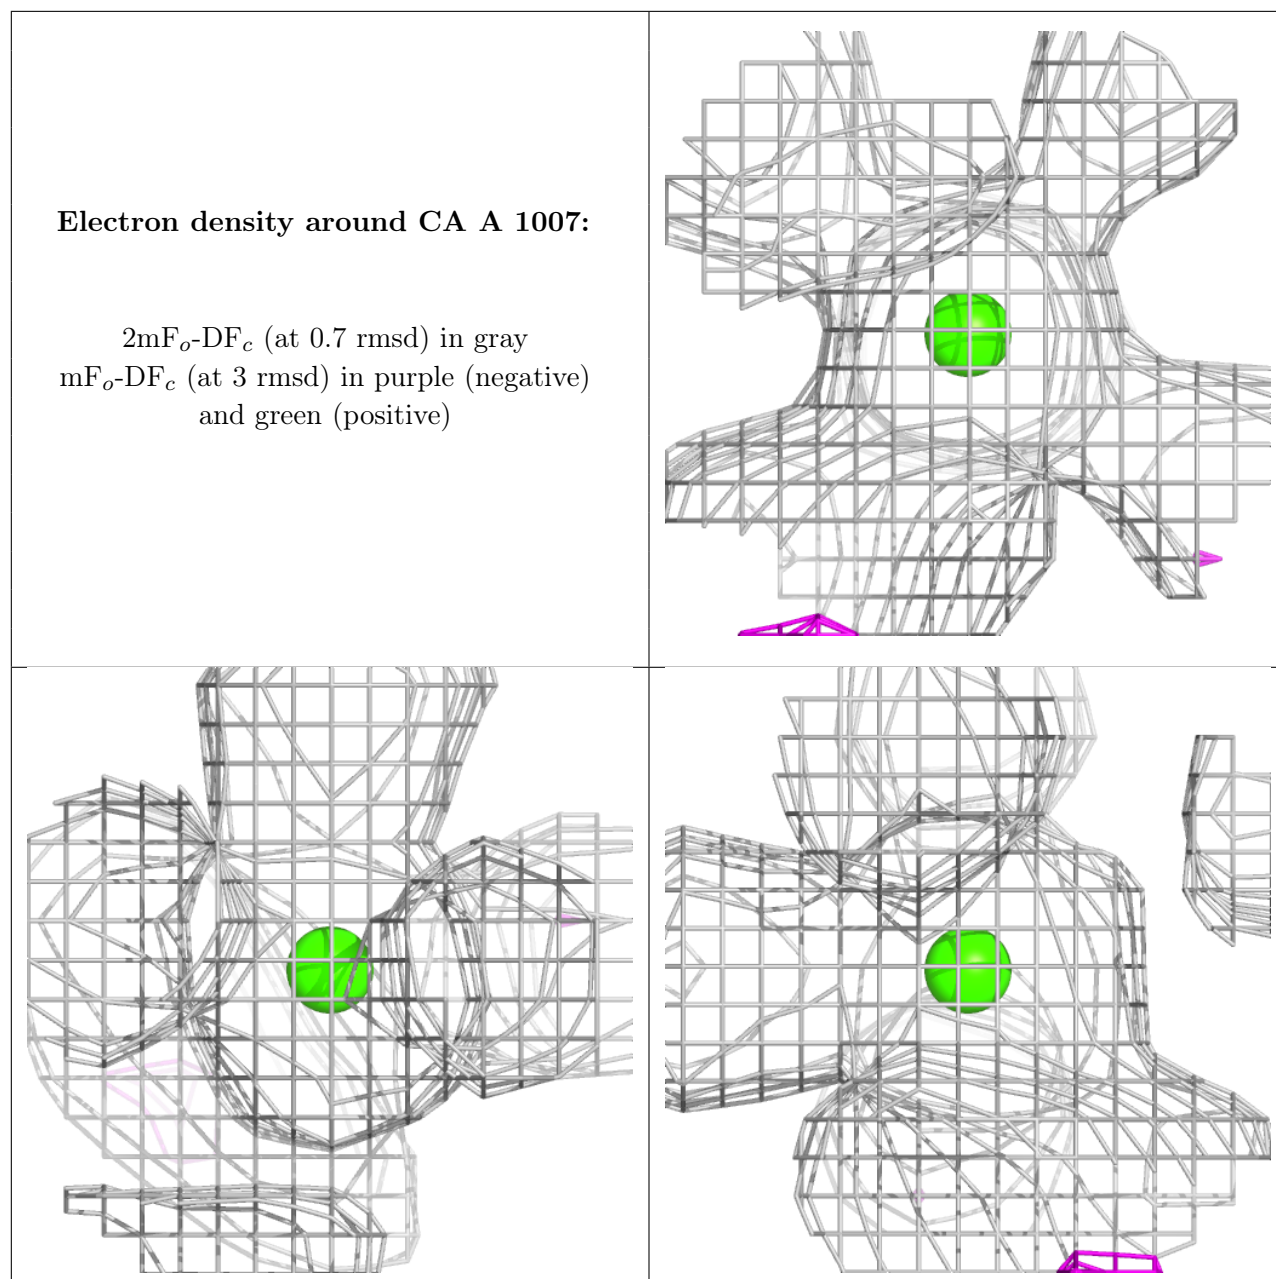 Electron density around CA A 1007:
2mFo-DFc (at 0.7 rmsd) in gray
mFo-DFc (at 3 rmsd) in purple (negative)
and green (positive)